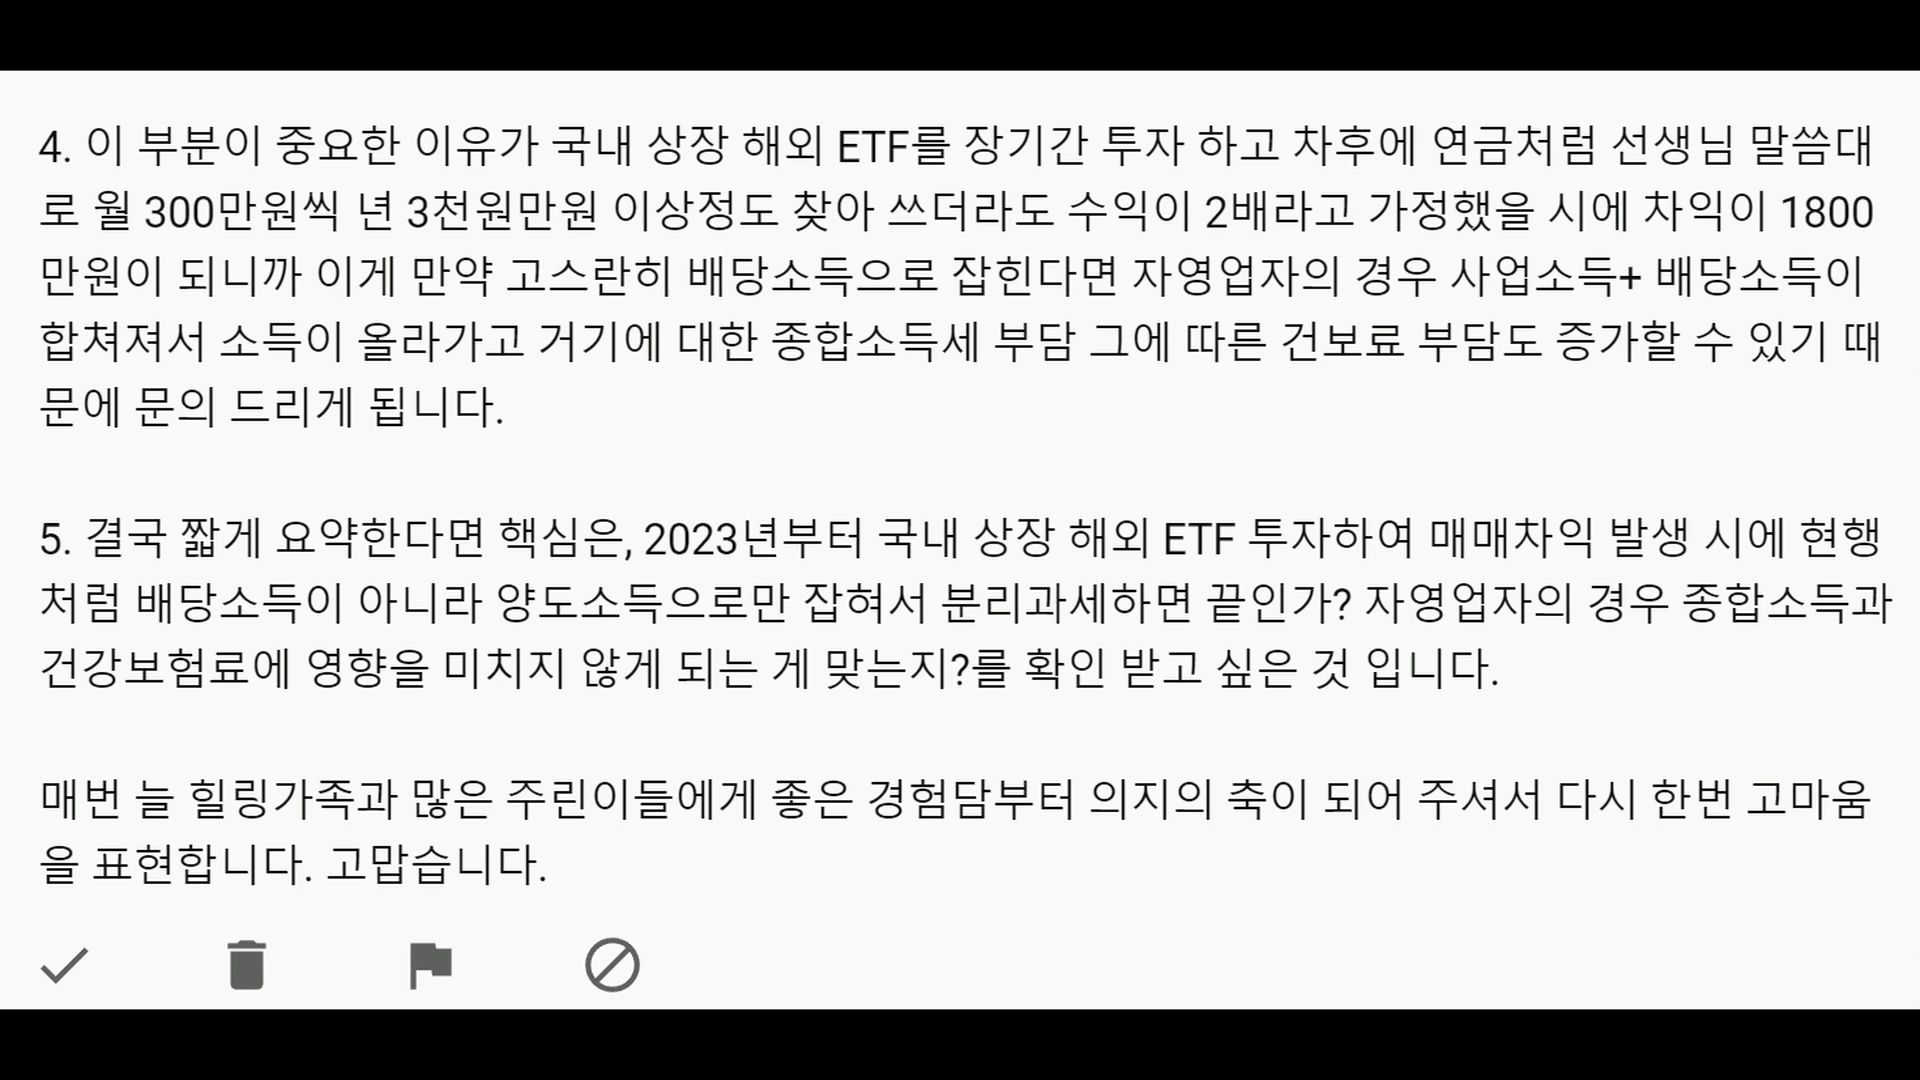 4. 이 부분이 중요한 이유가 국내 상장 해외 ETF를 장기간 투자 하고 차후에 연금처럼 선생님 말씀대
로 월 300만원씩 년 3천원만원 이상정도 찾아 쓰더라도 수익이 2배라고 가정했을 시에 차익이 1800
만원이 되니까 이게 만약 고스란히 배당소득으로 잡힌다면 자영업자의 경우 사업소득+ 배당소득이
합쳐져서 소득이 올라가고 거기에 대한 종합소득세 부담 그에 따른 건보료 부담도 증가할 수 있기 때
문에 문의 드리게 됩니다.
5. 결국 짧게 요약한다면 핵심은, 2023년부터 국내 상장 해외 ETF 투자하여 매매차익 발생 시에 현행
처럼 배당소득이 아니라 양도소득으로만 잡혀서 분리과세하면 끝인가? 자영업자의 경우 종합소득과
건강보험료에 영향을 미치지 않게 되는 게 맞는지?를 확인 받고 싶은 것 입니다.
매번 늘 힐링가족과 많은 주린이들에게 좋은 경험담부터 의지의 축이 되어 주셔서 다시 한번 고마움
을 표현합니다. 고맙습니다.